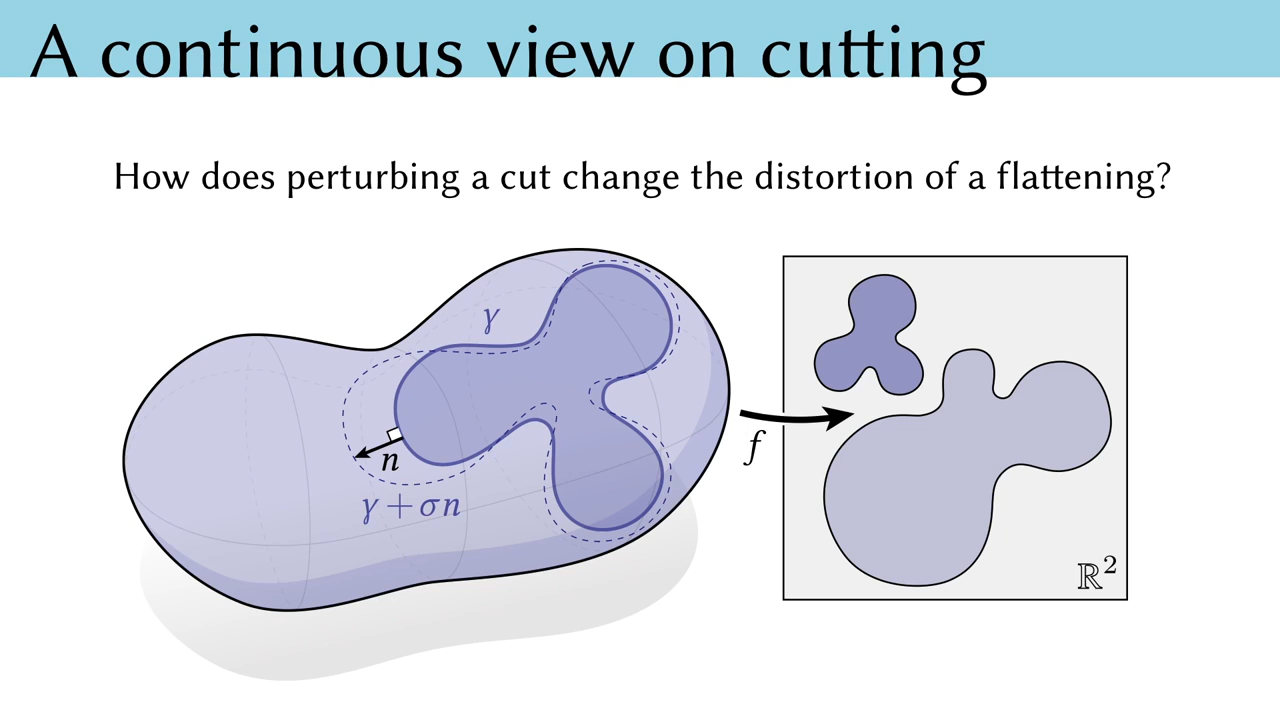 A continuous view on cutting
How does perturbing a cut change the distortion of a flattening?
γ
n
γ + σn
f
ℝ²